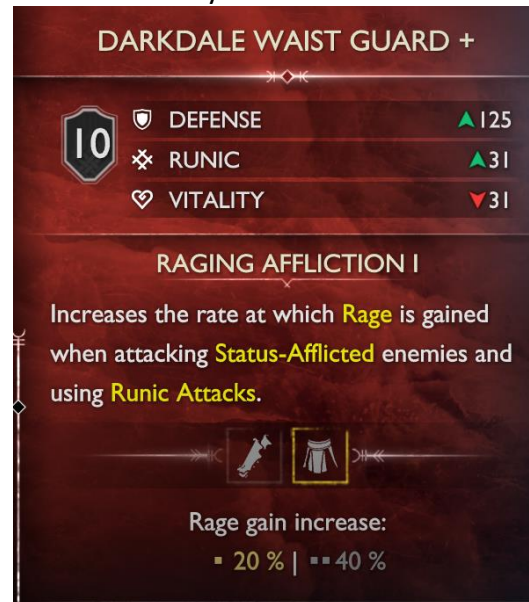 DARKDALE WAIST GUARD +
10
DEFENSE 125
RUNIC 31
VITALITY 31
RAGING AFFLICTION I
Increases the rate at which Rage is gained
when attacking Status-Afflicted enemies and
using Runic Attacks.
Rage gain increase:
20 % | 40 %